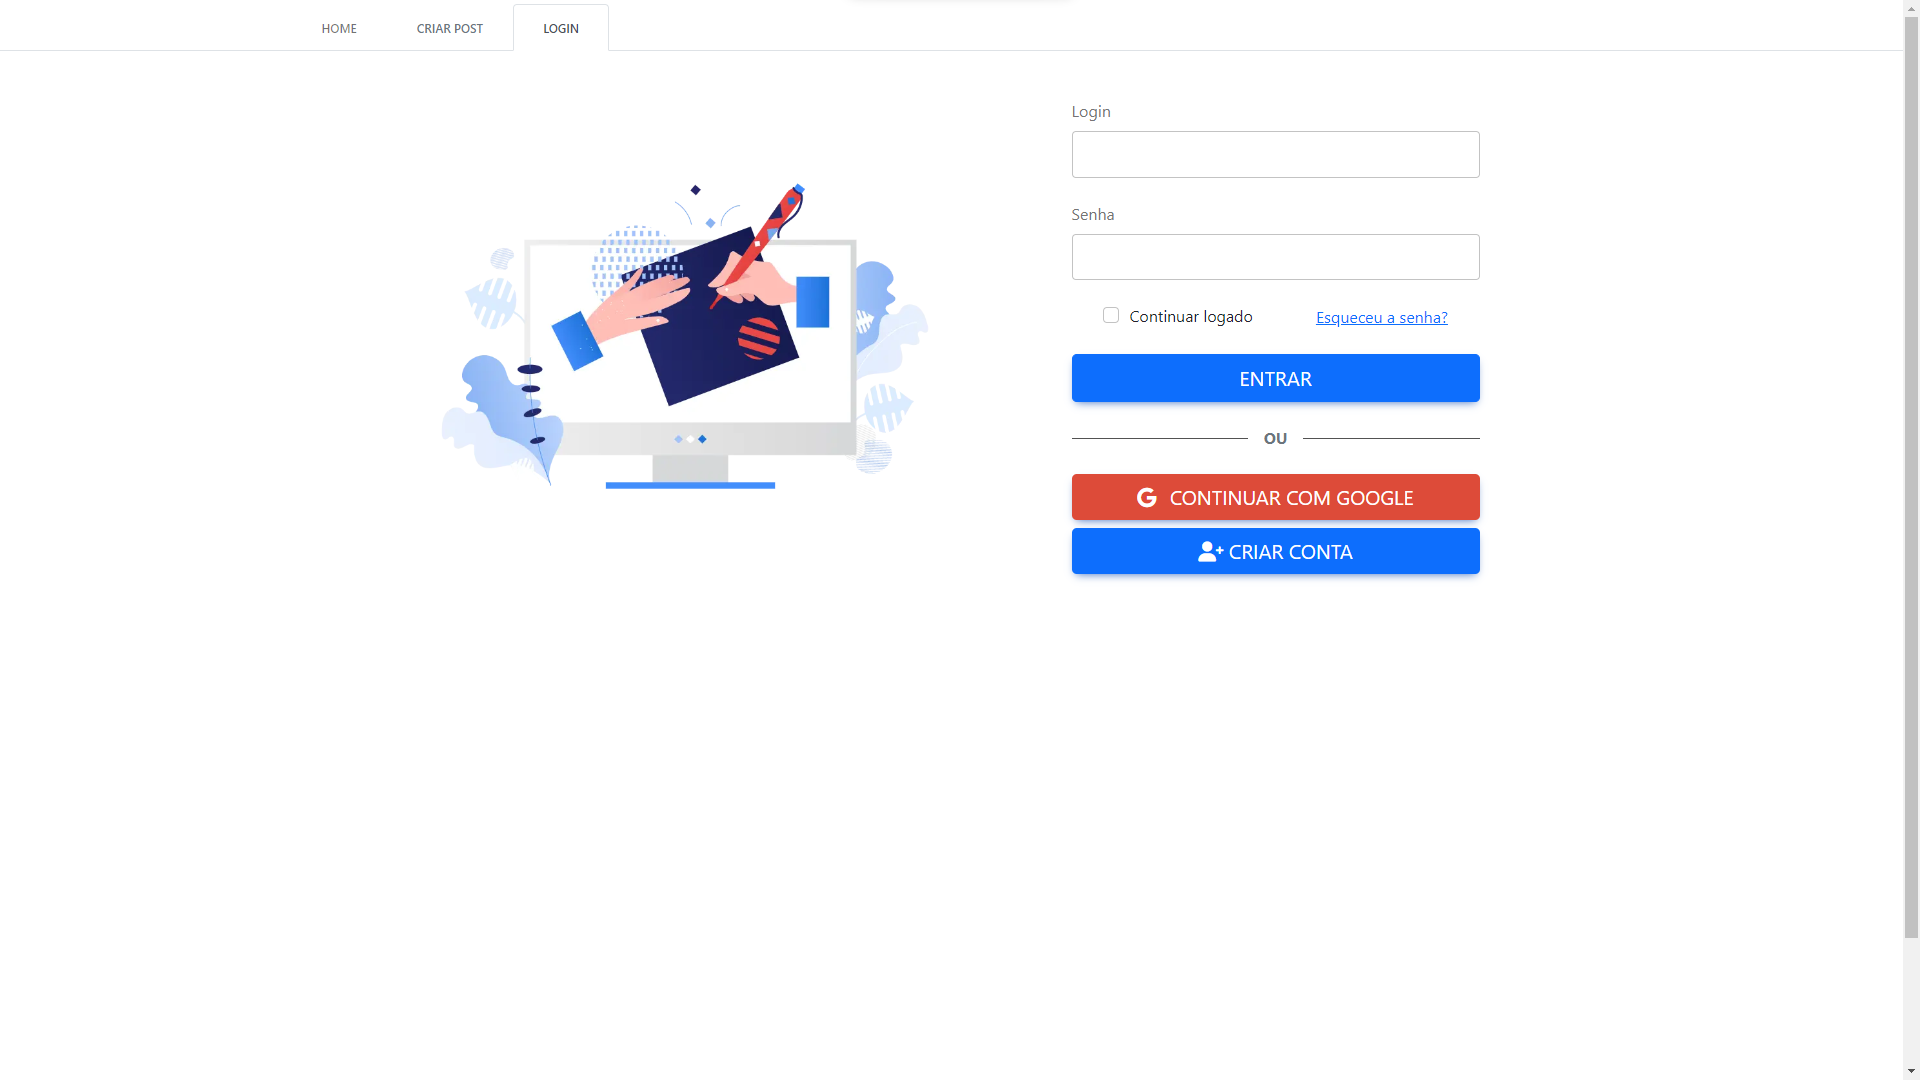 HOME
CRIAR POST
LOGIN
Login
Senha
Continuar logado
Esqueceu a senha?
ENTRAR
OU
CONTINUAR COM GOOGLE
CRIAR CONTA